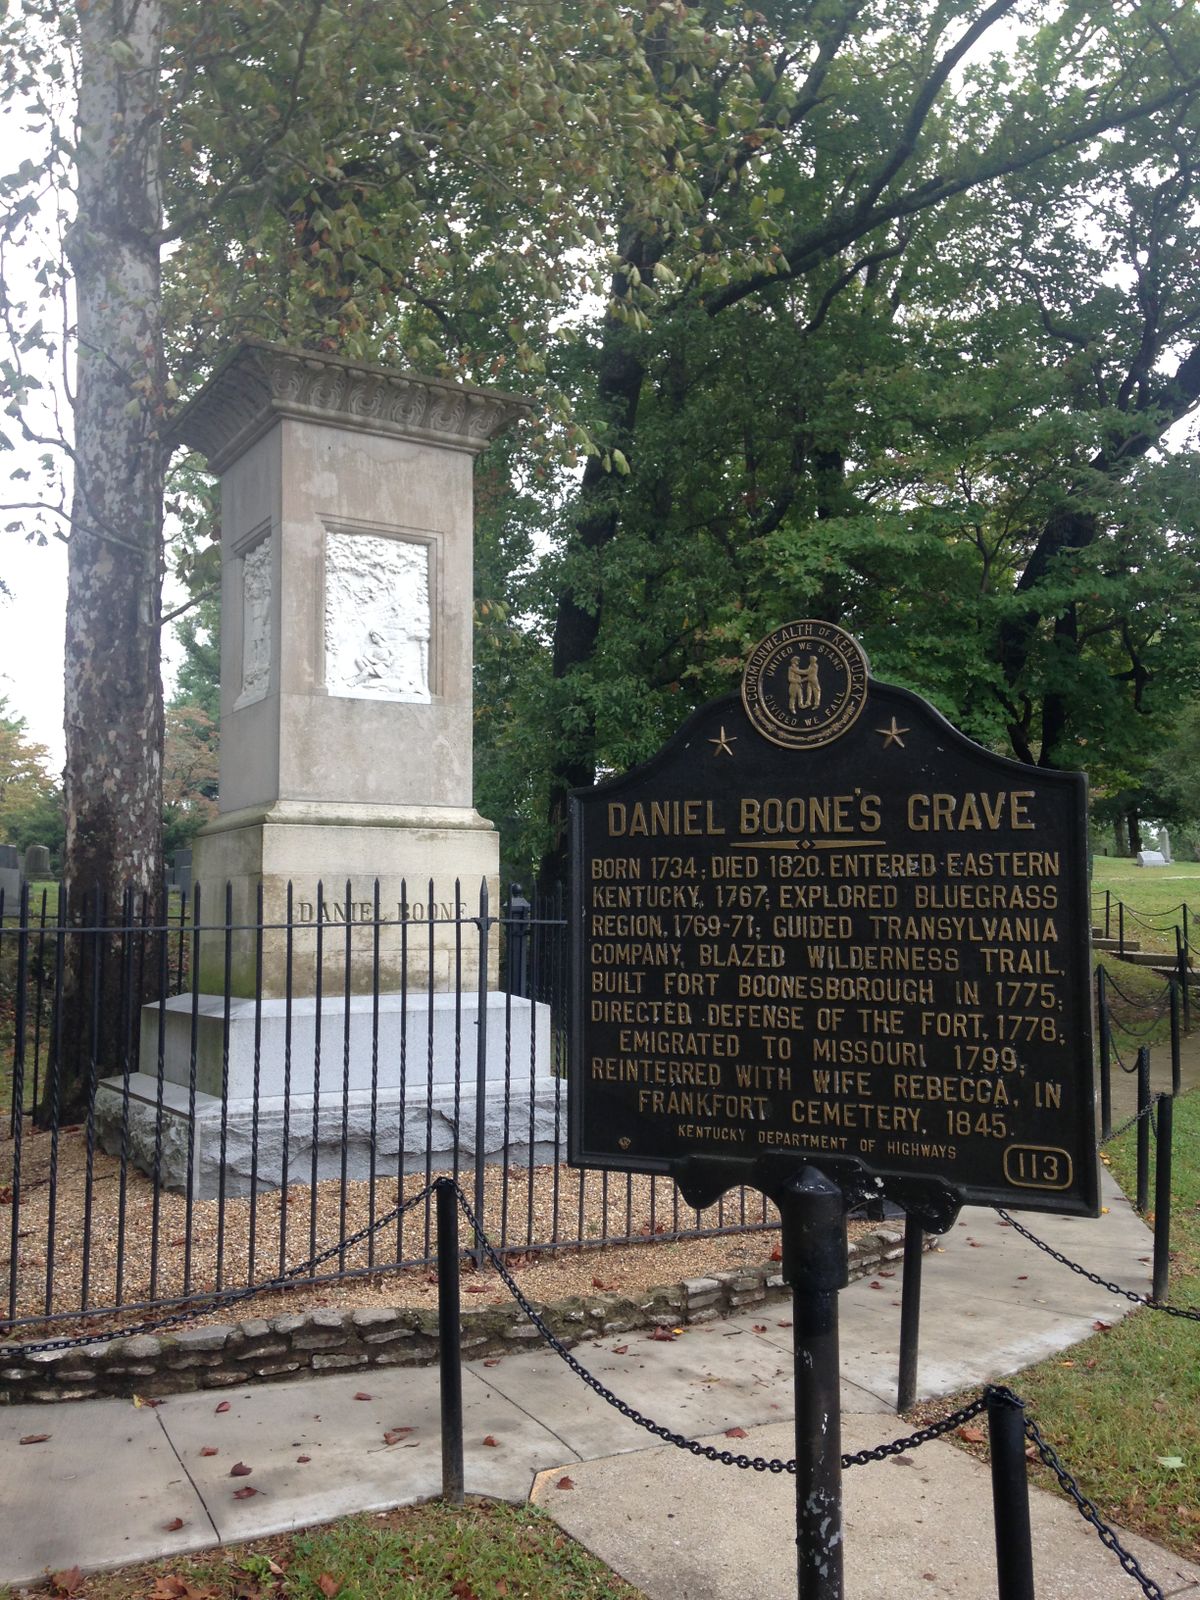 DANIEL BOONE
COMMONWEALTH OF KENTUCKY
UNITED WE STAND
DIVIDED WE FALL
DANIEL BOONE'S GRAVE
BORN 1734; DIED 1820. ENTERED EASTERN
KENTUCKY, 1767; EXPLORED BLUEGRASS
REGION, 1769-71; GUIDED TRANSYLVANIA
COMPANY, BLAZED WILDERNESS TRAIL,
BUILT FORT BOONESBOROUGH IN 1775;
DIRECTED DEFENSE OF THE FORT, 1778;
EMIGRATED TO MISSOURI 1799;
REINTERRED WITH WIFE REBECCA, IN
FRANKFORT CEMETERY, 1845.
KENTUCKY DEPARTMENT OF HIGHWAYS
113